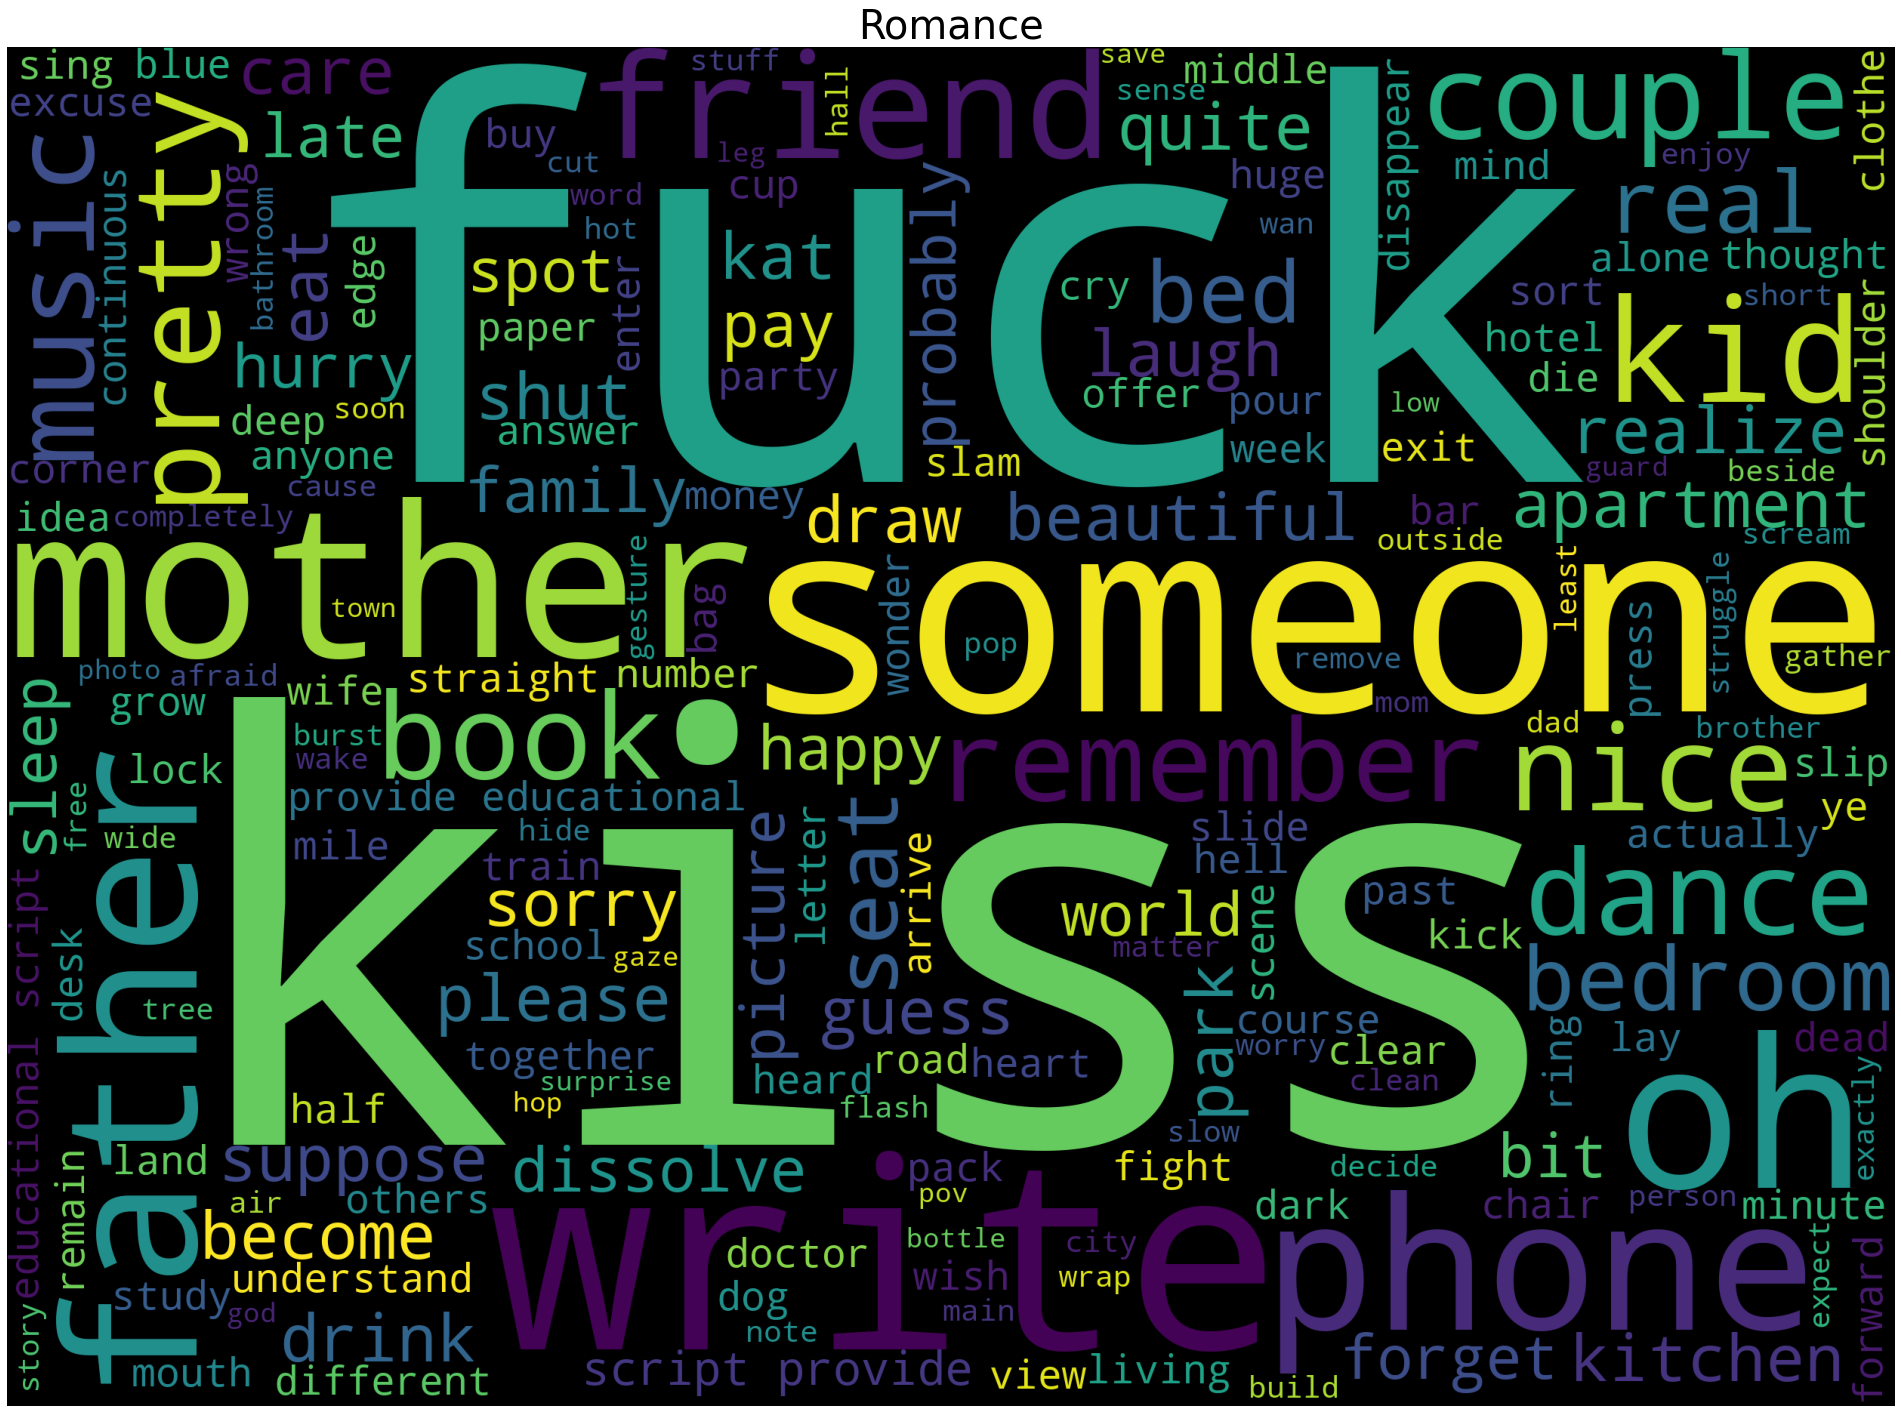 Romance
sing blue care stuff save middle couple clothe
excuse friend hall sense quite
music pretty late buy cut leg cup word hot fuck probably huge wan disappear mind enjoy real
continuous wrong bathroom eat edge spot kat enter cry bed alone thought
paper pay laugh sort short kid shoulder
hurry shut party offer pour hotel die
deep soon answer low realize
anyone slam week exit
corner cause family money guard beside
idea completely draw beautiful bar apartment
mother gesture bag someone wonder outside least scream struggle
town pop remove press gather
photo afraid straight number mom
sleep grow wife book happy remember dad brother
burst nice slip
lock wake
father free provide educational ye
wide hide picture letter seat slide actually
mile train arrive hell dance
kiss sorry world past
desk school gaze matter scene kick
educational script tree please guess park bedroom
together road heart course worry clear ring lay dead
surprise heard clean exactly
half hop flash oh
slow
remain land suppose dissolve pack fight decide bit
others air write pov dark chair person minute
become doctor bottle city phone
understand wish wrap expect forward
study god dog
story drink note main
mouth different script provide view living forget kitchen
build